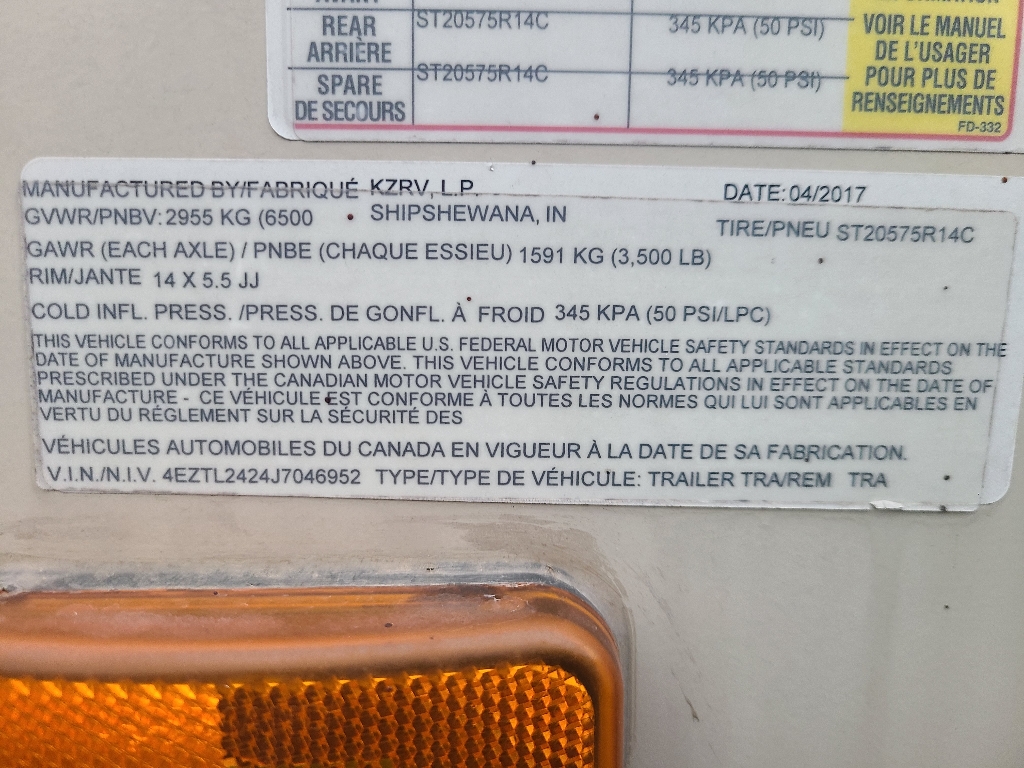 REAR
ARRIÈRE
ST20575R14C
345 KPA (50 PSI)
SPARE
DE SECOURS
ST20575R14C
345 KPA (50 PSI)
VOIR LE MANUEL
DE L'USAGER
POUR PLUS DE
RENSEIGNEMENTS
FD-332
MANUFACTURED BY/FABRIQUÉ KZRV, L.P. DATE: 04/2017
GVWR/PNBV: 2955 KG (6500 SHIPSHEWANA, IN TIRE/PNEU ST20575R14C
GAWR (EACH AXLE) / PNBE (CHAQUE ESSIEU) 1591 KG (3,500 LB)
RIM/JANTE 14 X 5.5 JJ
COLD INFL. PRESS. /PRESS. DE GONFL. À FROID 345 KPA (50 PSI/LPC)
THIS VEHICLE CONFORMS TO ALL APPLICABLE U.S. FEDERAL MOTOR VEHICLE SAFETY STANDARDS IN EFFECT ON THE
DATE OF MANUFACTURE SHOWN ABOVE. THIS VEHICLE CONFORMS TO ALL APPLICABLE STANDARDS
PRESCRIBED UNDER THE CANADIAN MOTOR VEHICLE SAFETY REGULATIONS IN EFFECT ON THE DATE OF
MANUFACTURE - CE VÉHICULE EST CONFORME À TOUTES LES NORMES QUI LUI SONT APPLICABLES EN
VERTU DU RÉGLEMENT SUR LA SÉCURITÉ DES
VÉHICULES AUTOMOBILES DU CANADA EN VIGUEUR À LA DATE DE SA FABRICATION.
V.I.N./N.I.V. 4EZTL2424J7046952 TYPE/TYPE DE VÉHICULE: TRAILER TRA/REM TRA